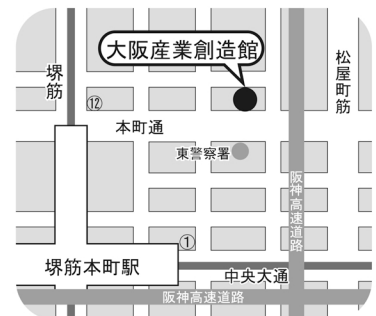 大阪産業創造館
堺筋
松屋町筋
⑫
本町通
東警察署
阪神高速道路
①
堺筋本町駅
中央大通
阪神高速道路